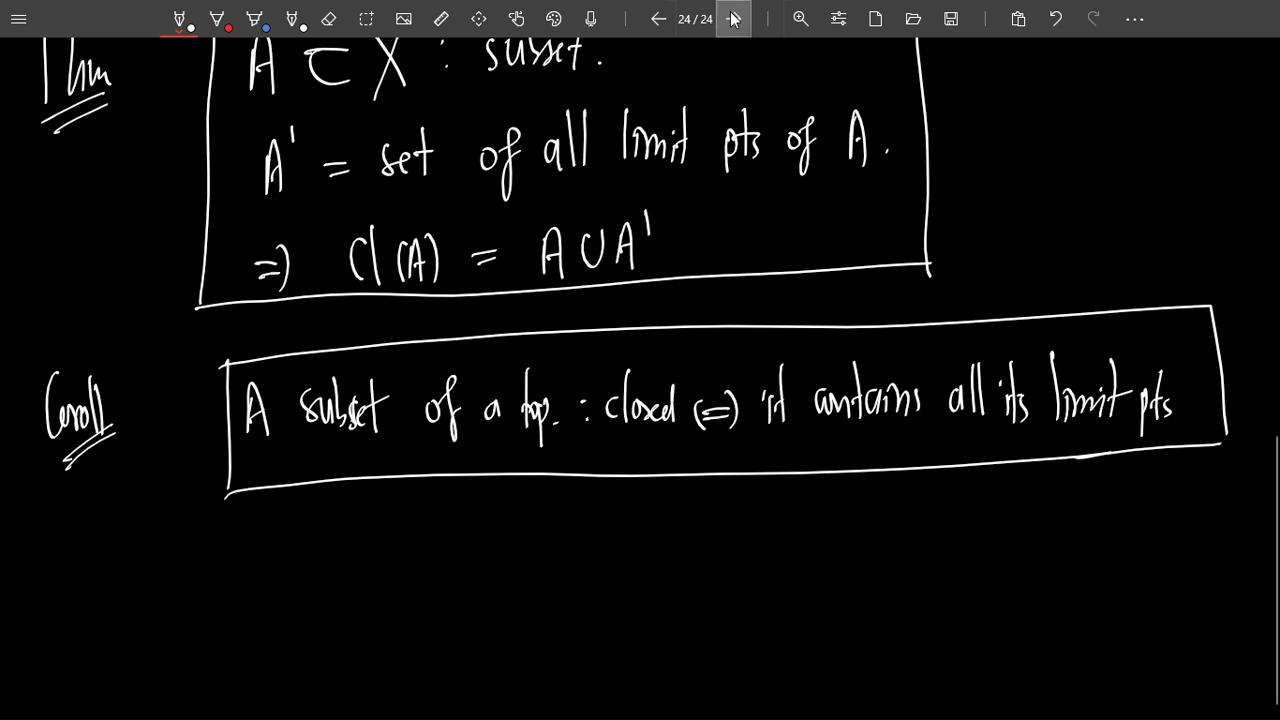 24 / 24
Thm
A ⊂ X : subset.
A' = set of all limit pts of A.
⇒) Cl(A) = A ∪ A'
Coroll
A subset of a top. : closed (⇔) it contains all its limit pts